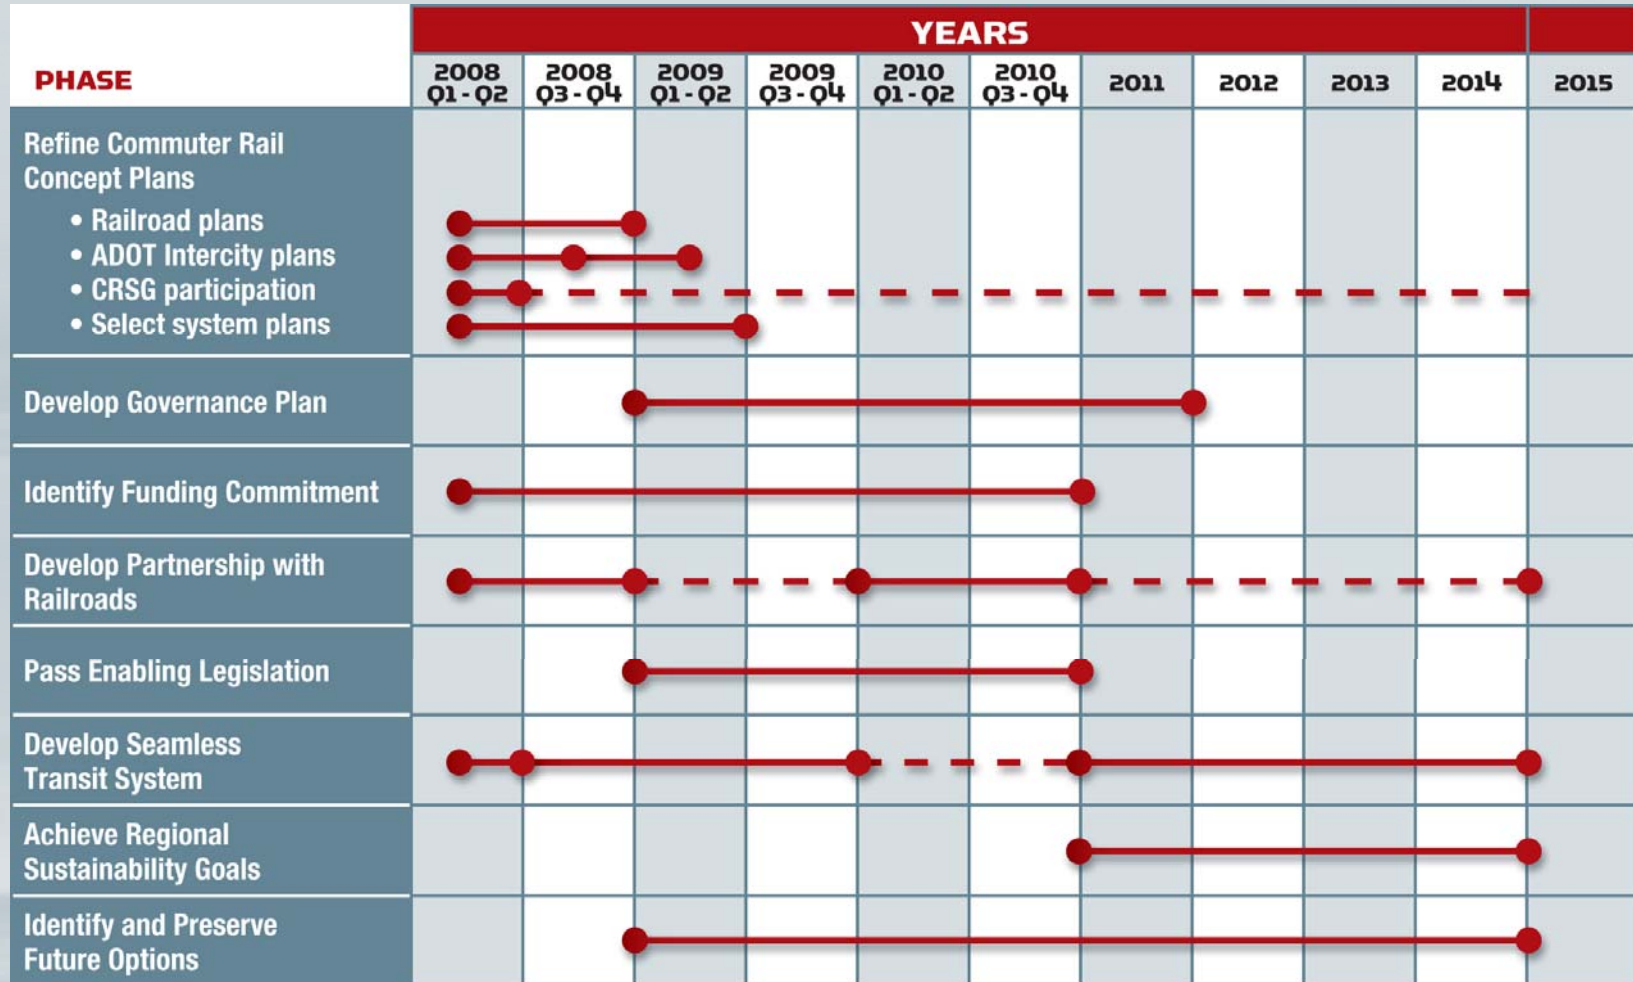 YEARS
PHASE
2008 Q1 - Q2
2008 Q3 - Q4
2009 Q1 - Q2
2009 Q3 - Q4
2010 Q1 - Q2
2010 Q3 - Q4
2011
2012
2013
2014
2015
Refine Commuter Rail
Concept Plans
• Railroad plans
• ADOT Intercity plans
• CRSG participation
• Select system plans
Develop Governance Plan
Identify Funding Commitment
Develop Partnership with
Railroads
Pass Enabling Legislation
Develop Seamless
Transit System
Achieve Regional
Sustainability Goals
Identify and Preserve
Future Options